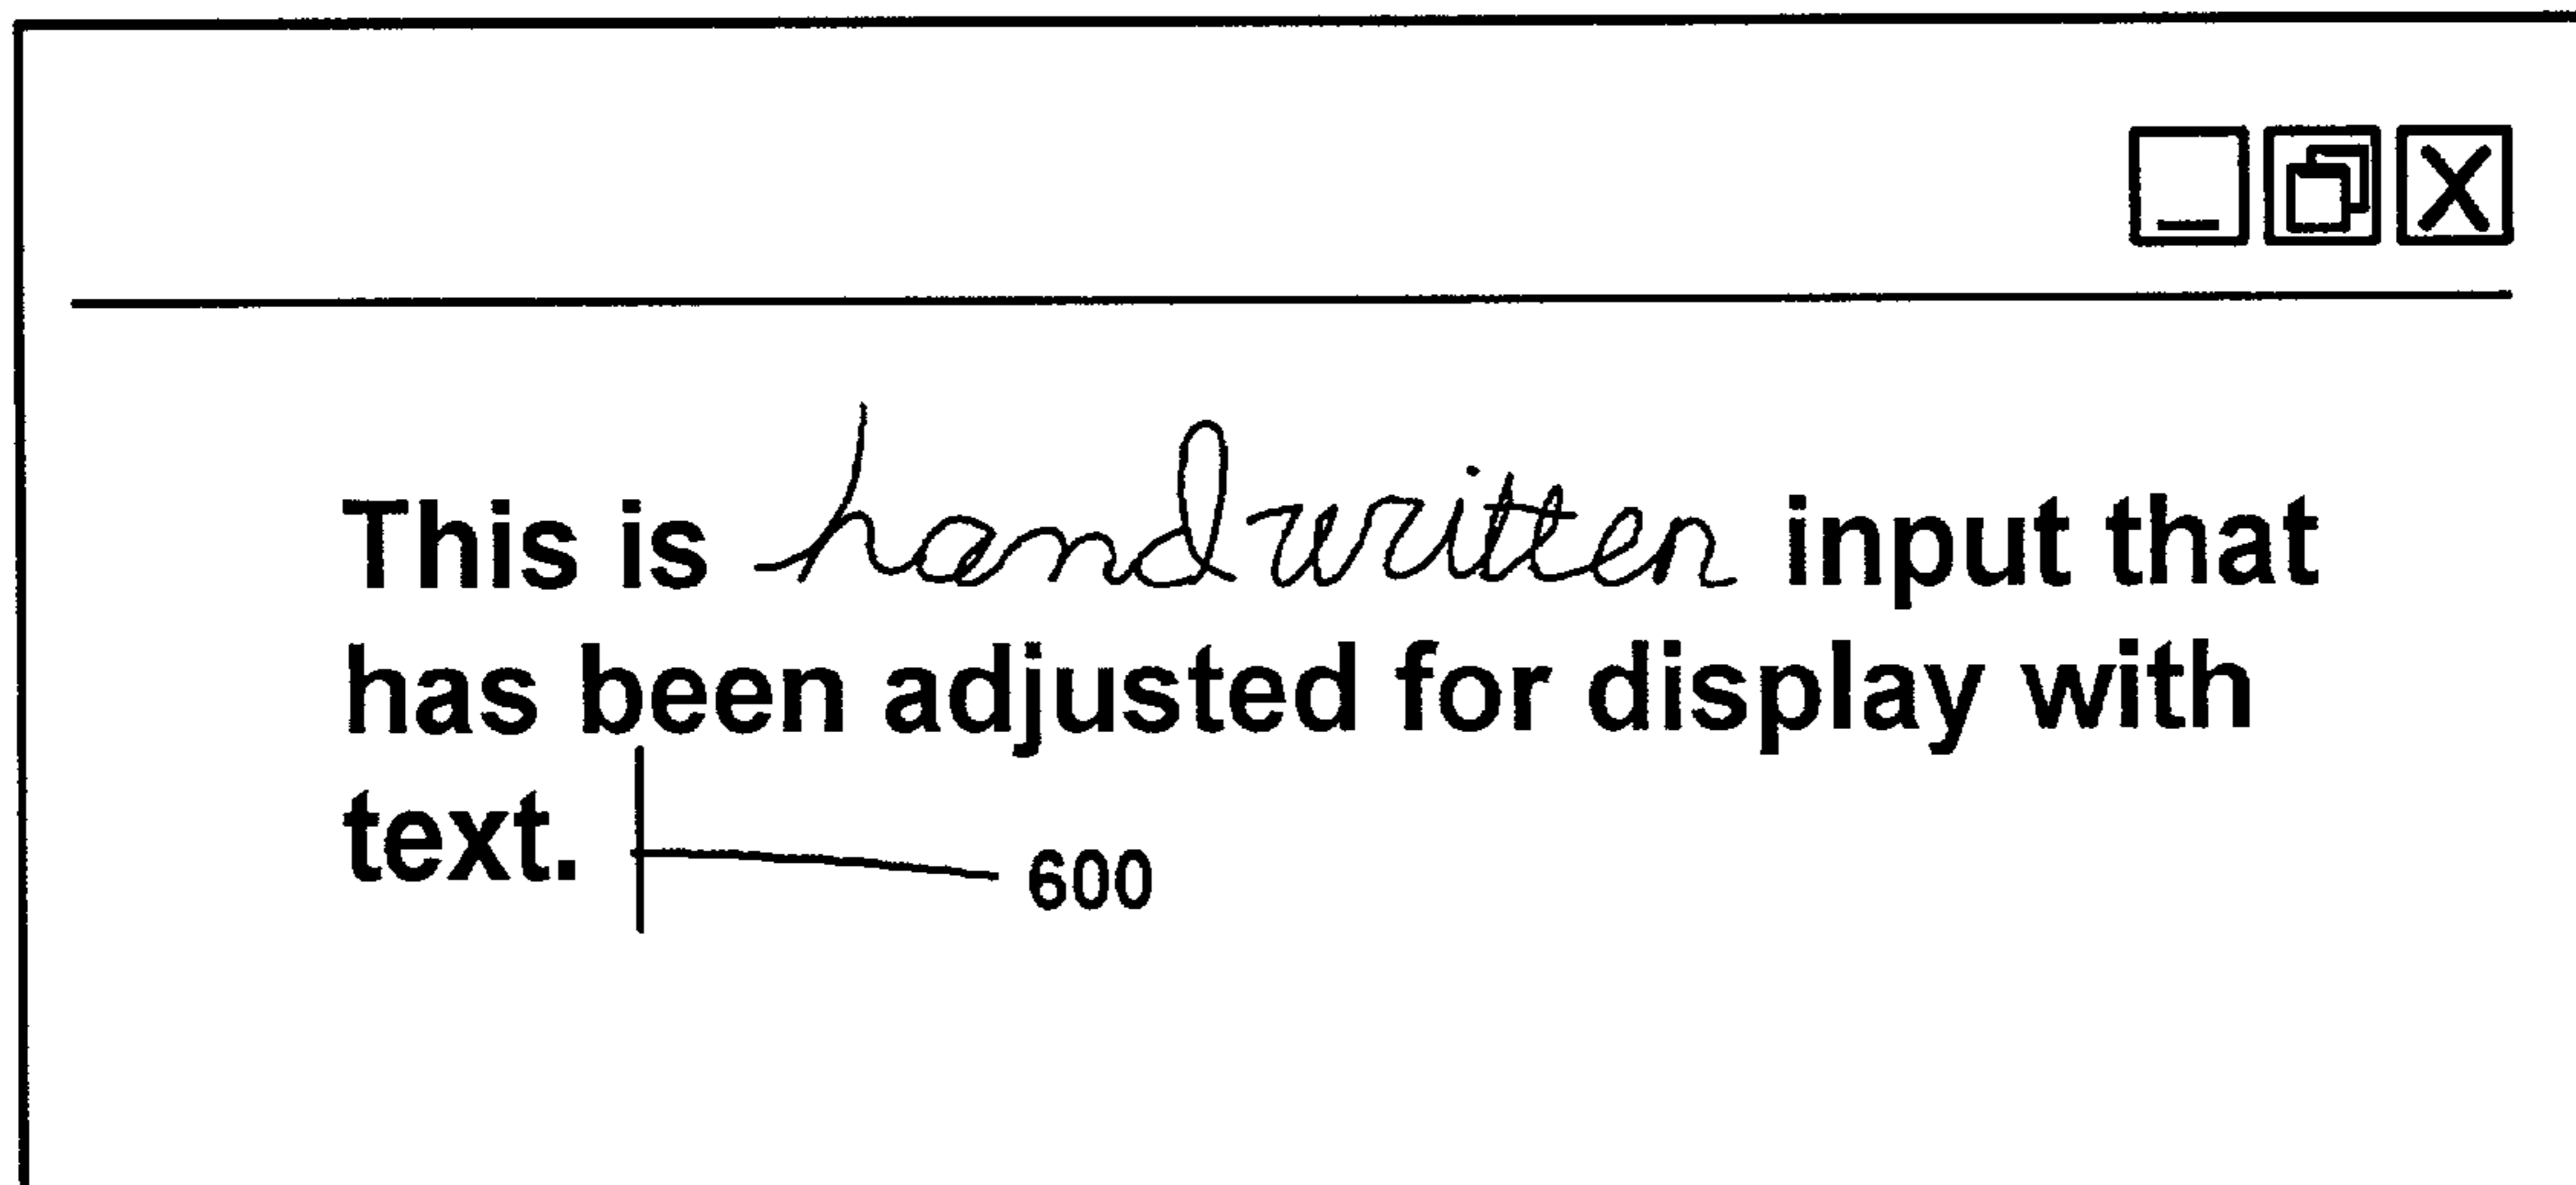 This is handwritten input that
has been adjusted for display with
text.
600